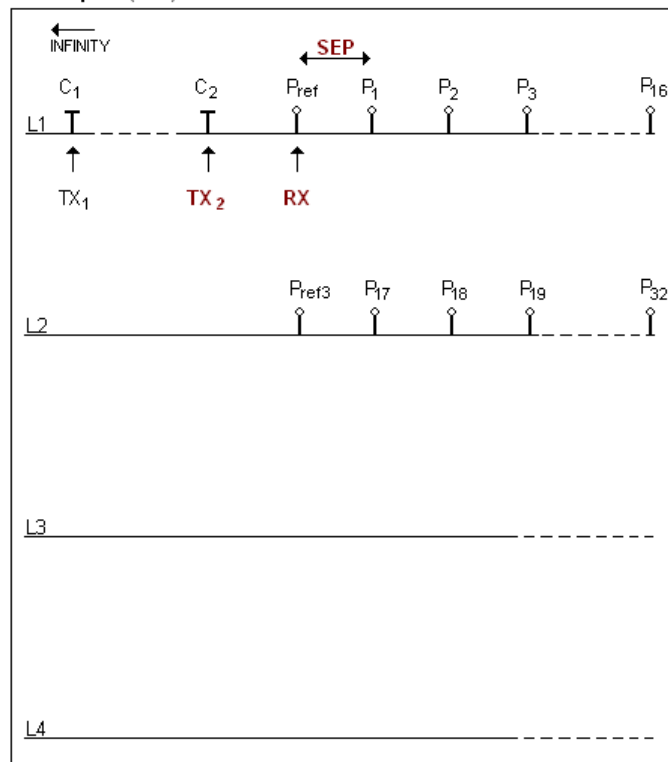 INFINITY
SEP
C1 C2 Pref P1 P2 P3 P16
L1
TX1 TX2 RX
Pref3 P17 P18 P19 P32
L2
L3
L4